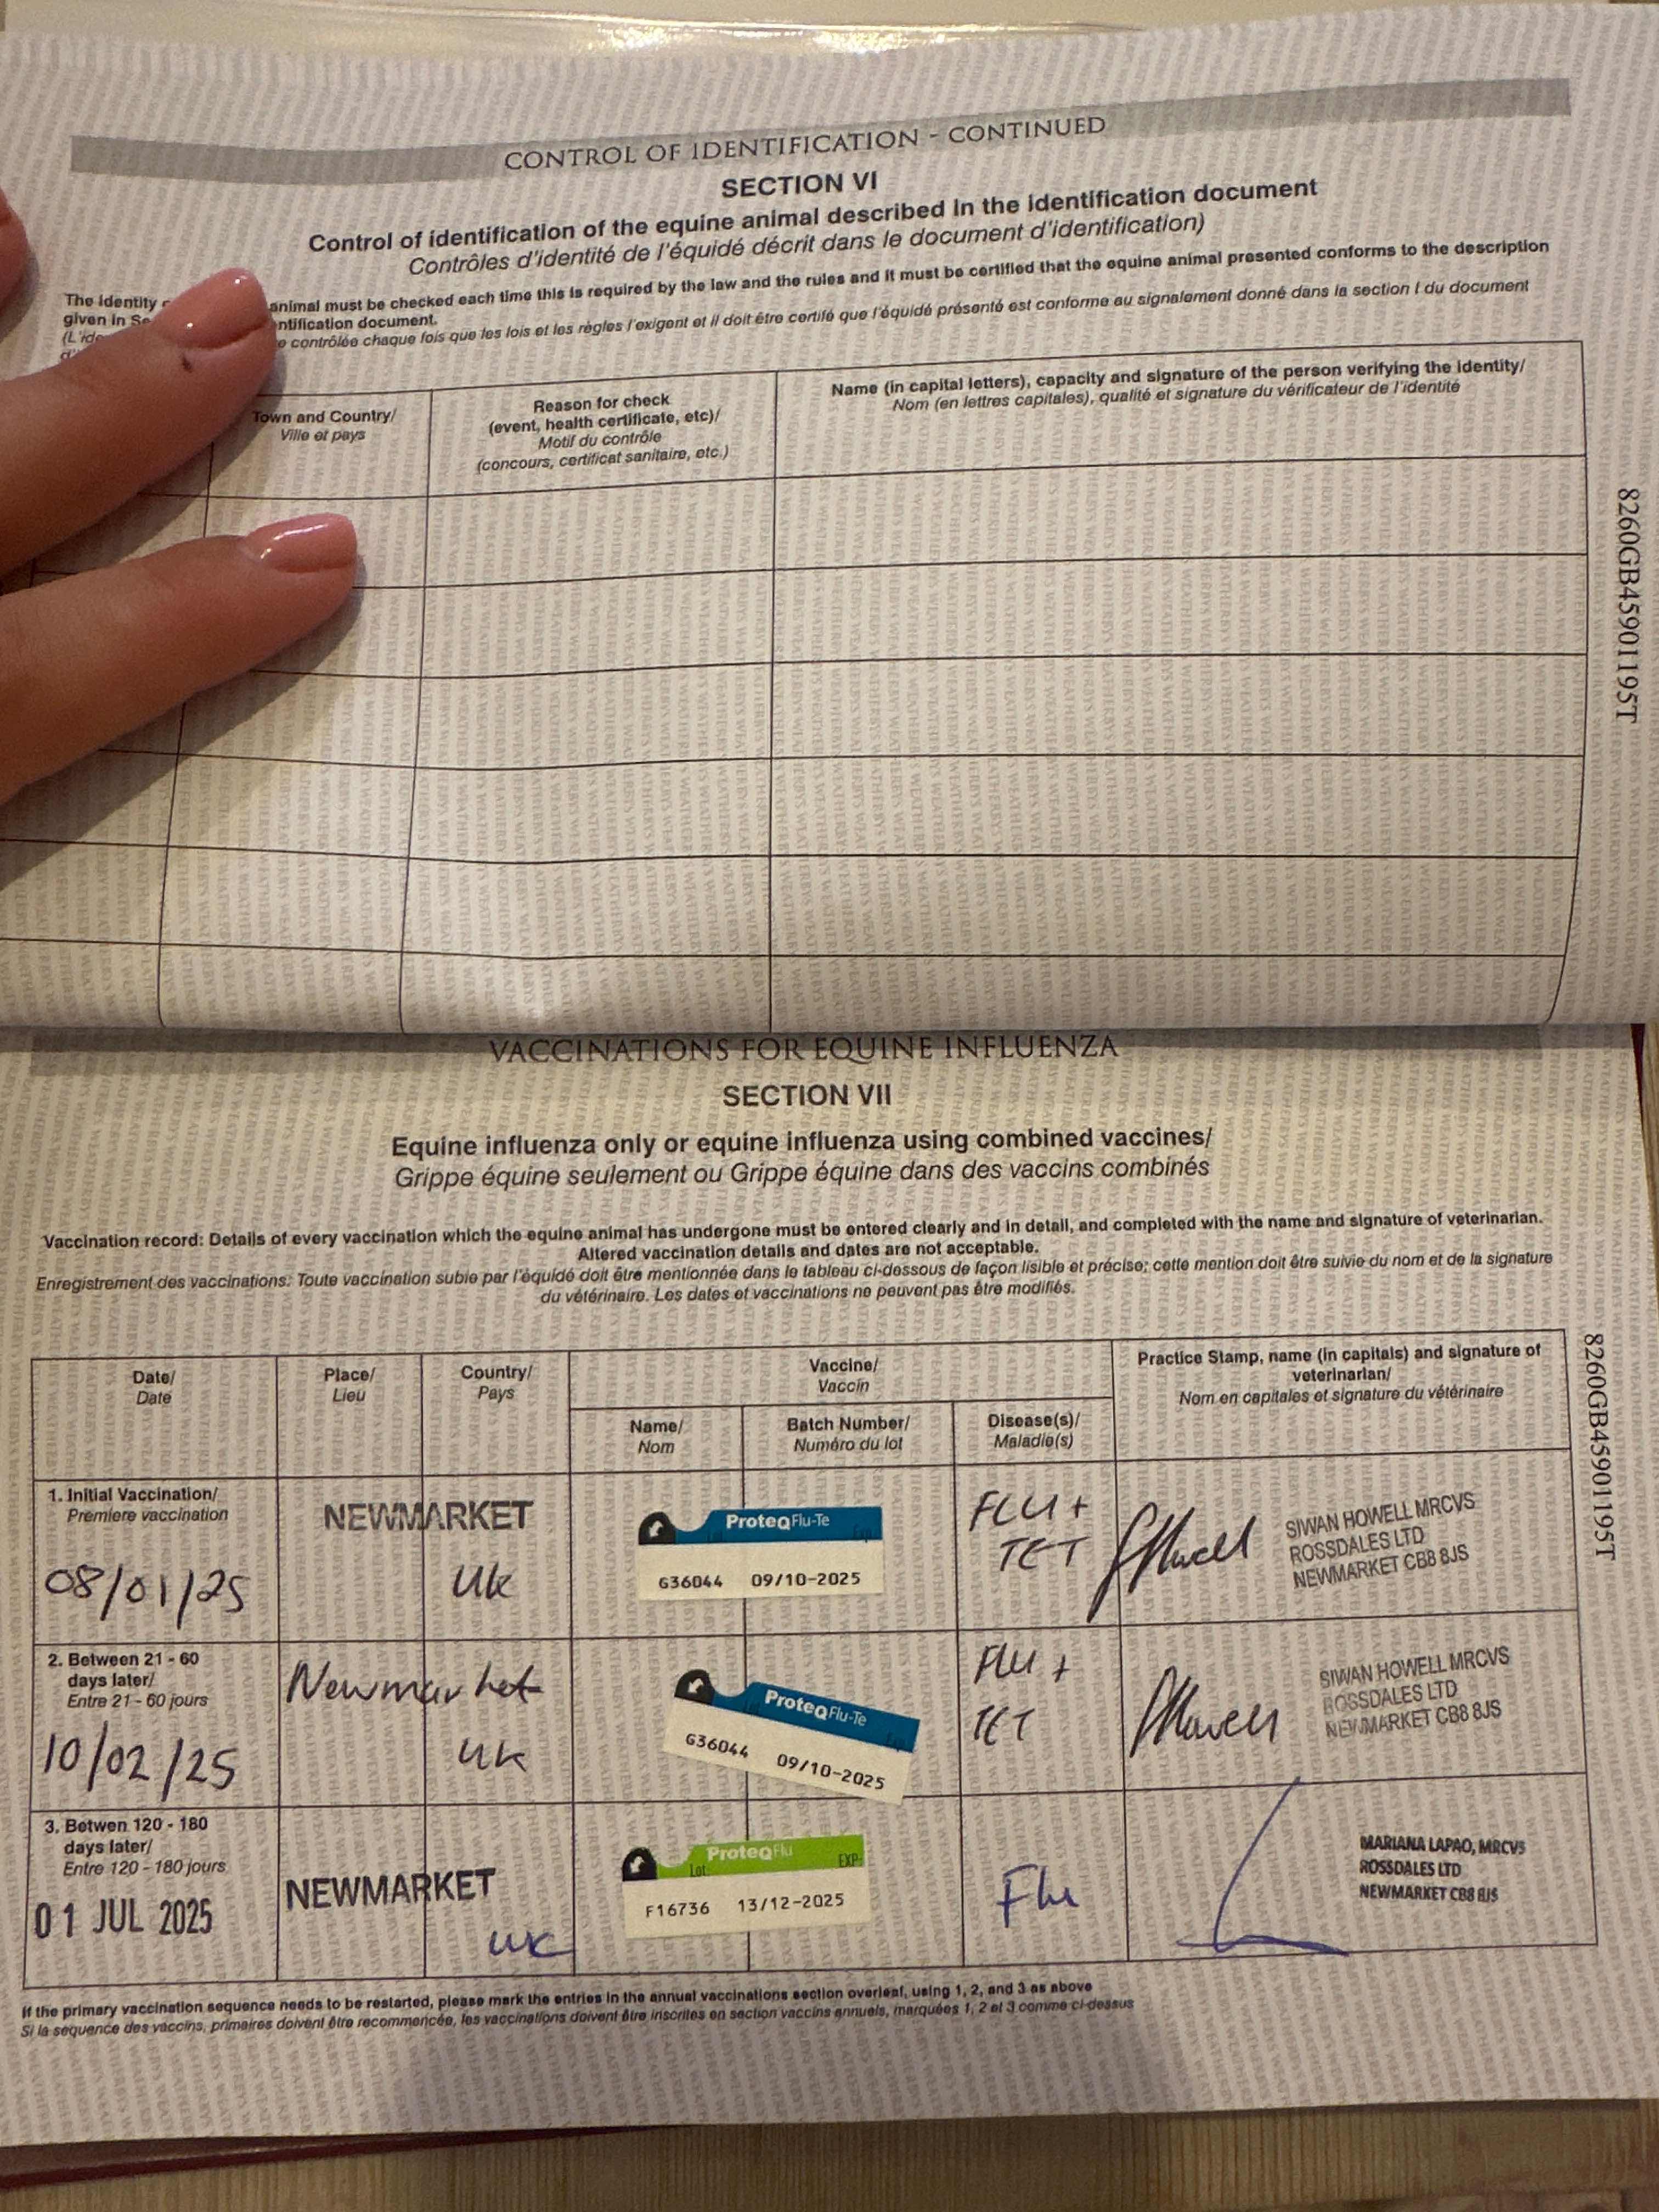 CONTROL OF IDENTIFICATION - CONTINUED
SECTION VI
Control of identification of the equine animal described in the identification document
Contrôles d'identité de l'équidé décrit dans le document d'identification)
The identity animal must be checked each time this is required by the law and the rules and it must be certified that the equine animal presented conforms to the description
given in ntification document.
(L'ide contrôlée chaque fois que les lois et les règles l'exigent et il doit être certifé que l'équidé présenté est conforme au signalement donné dans la section I du document
Town and Country/
Ville et pays
Reason for check
(event, health certificate, etc)/
Motif du contrôle
(concours, certificat sanitaire, etc.)
Name (in capital letters), capacity and signature of the person verifying the identity/
Nom (en lettres capitales), qualité et signature du vérificateur de l'identité
8260GB45901195T
VACCINATIONS FOR EQUINE INFLUENZA
SECTION VII
Equine influenza only or equine influenza using combined vaccines/
Grippe équine seulement ou Grippe équine dans des vaccins combinés
Vaccination record: Details of every vaccination which the equine animal has undergone must be entered clearly and in detail, and completed with the name and signature of veterinarian.
Altered vaccination details and dates are not acceptable.
Enregistrement des vaccinations: Toute vaccination subie par l'équidé doit être mentionnée dans le tableau ci-dessous de façon lisible et précise; cette mention doit être suivie du nom et de la signature
du vétérinaire. Les dates et vaccinations ne peuvent pas être modifiés.
8260GB45901195T
Date/
Date
Place/
Lieu
Country/
Pays
Vaccine/
Vaccin
Name/
Nom
Batch Number/
Numéro du lot
Disease(s)/
Maladie(s)
Practice Stamp, name (in capitals) and signature of
veterinarian/
Nom en capitales et signature du vétérinaire
1. Initial Vaccination/
Premiere vaccination
08/01/25
NEWMARKET
UK
ProteqFlu-Te
Lot Exp
G36044 09/10-2025
FLU +
TET
SIWAN HOWELL MRCVS
ROSSDALES LTD
NEWMARKET CB8 8JS
2. Between 21 - 60
days later/
Entre 21 - 60 jours
10/02/25
Newmarket
UK
ProteqFlu-Te
Exp
G36044 09/10-2025
FLU +
TET
SIWAN HOWELL MRCVS
ROSSDALES LTD
NEWMARKET CB8 8JS
3. Betwen 120 - 180
days later/
Entre 120 - 180 jours
01 JUL 2025
NEWMARKET
UK
ProteqFlu
Lot: EXP:
F16736 13/12-2025
Flu
MARIANA LAPAO, MRCVS
ROSSDALES LTD
NEWMARKET CB8 8JS
If the primary vaccination sequence needs to be restarted, please mark the entries in the annual vaccinations section overleaf, using 1, 2, and 3 as above
Si la sequence des vaccins, primaires doivent être recommencée, les vaccinations doivent être inscrites en section vaccins annuels, marquées 1, 2 et 3 comme ci-dessus